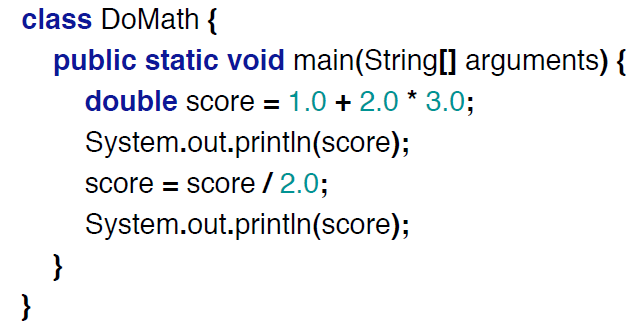 class DoMath {
public static void main(String[] arguments) {
double score = 1.0 + 2.0 * 3.0;
System.out.println(score);
score = score / 2.0;
System.out.println(score);
}
}